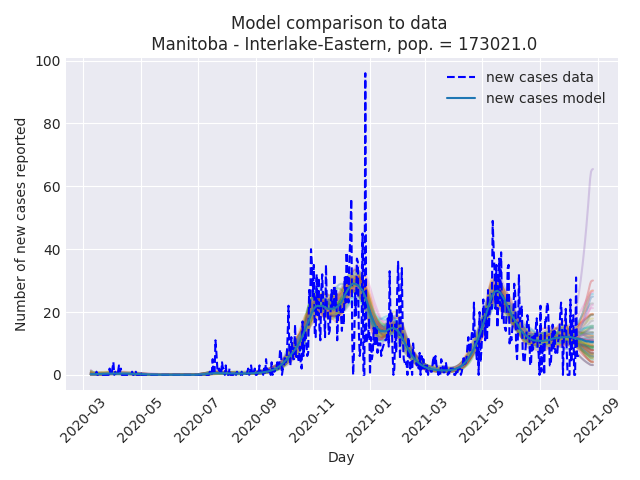 Model comparison to data
Manitoba - Interlake-Eastern, pop. = 173021.0
100
80
60
40
20
0
Number of new cases reported
new cases data
new cases model
2020-03
2020-05
2020-07
2020-09
2020-11
2021-01
2021-03
2021-05
2021-07
2021-09
Day